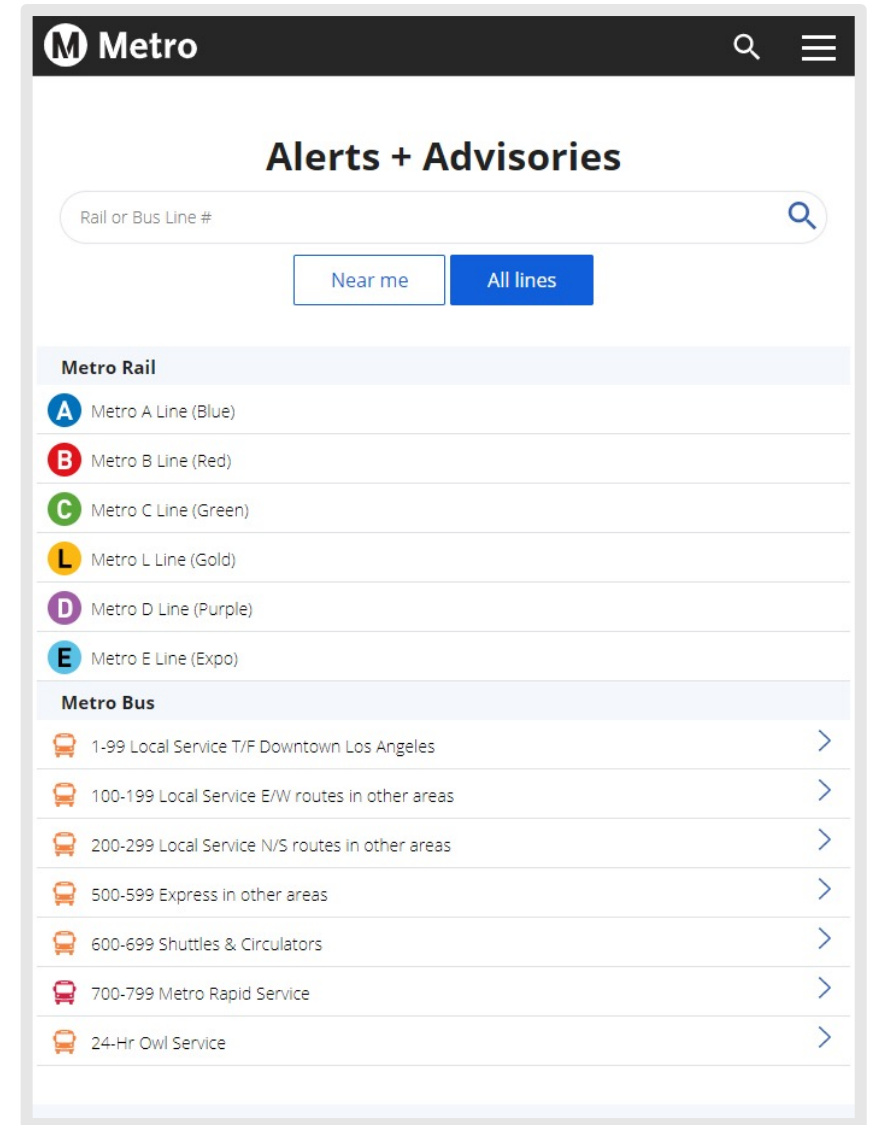 M Metro
Alerts + Advisories
Rail or Bus Line #
Near me All lines
Metro Rail
A Metro A Line (Blue)
B Metro B Line (Red)
C Metro C Line (Green)
L Metro L Line (Gold)
D Metro D Line (Purple)
E Metro E Line (Expo)
Metro Bus
1-99 Local Service T/F Downtown Los Angeles
100-199 Local Service E/W routes in other areas
200-299 Local Service N/S routes in other areas
500-599 Express in other areas
600-699 Shuttles & Circulators
700-799 Metro Rapid Service
24-Hr Owl Service